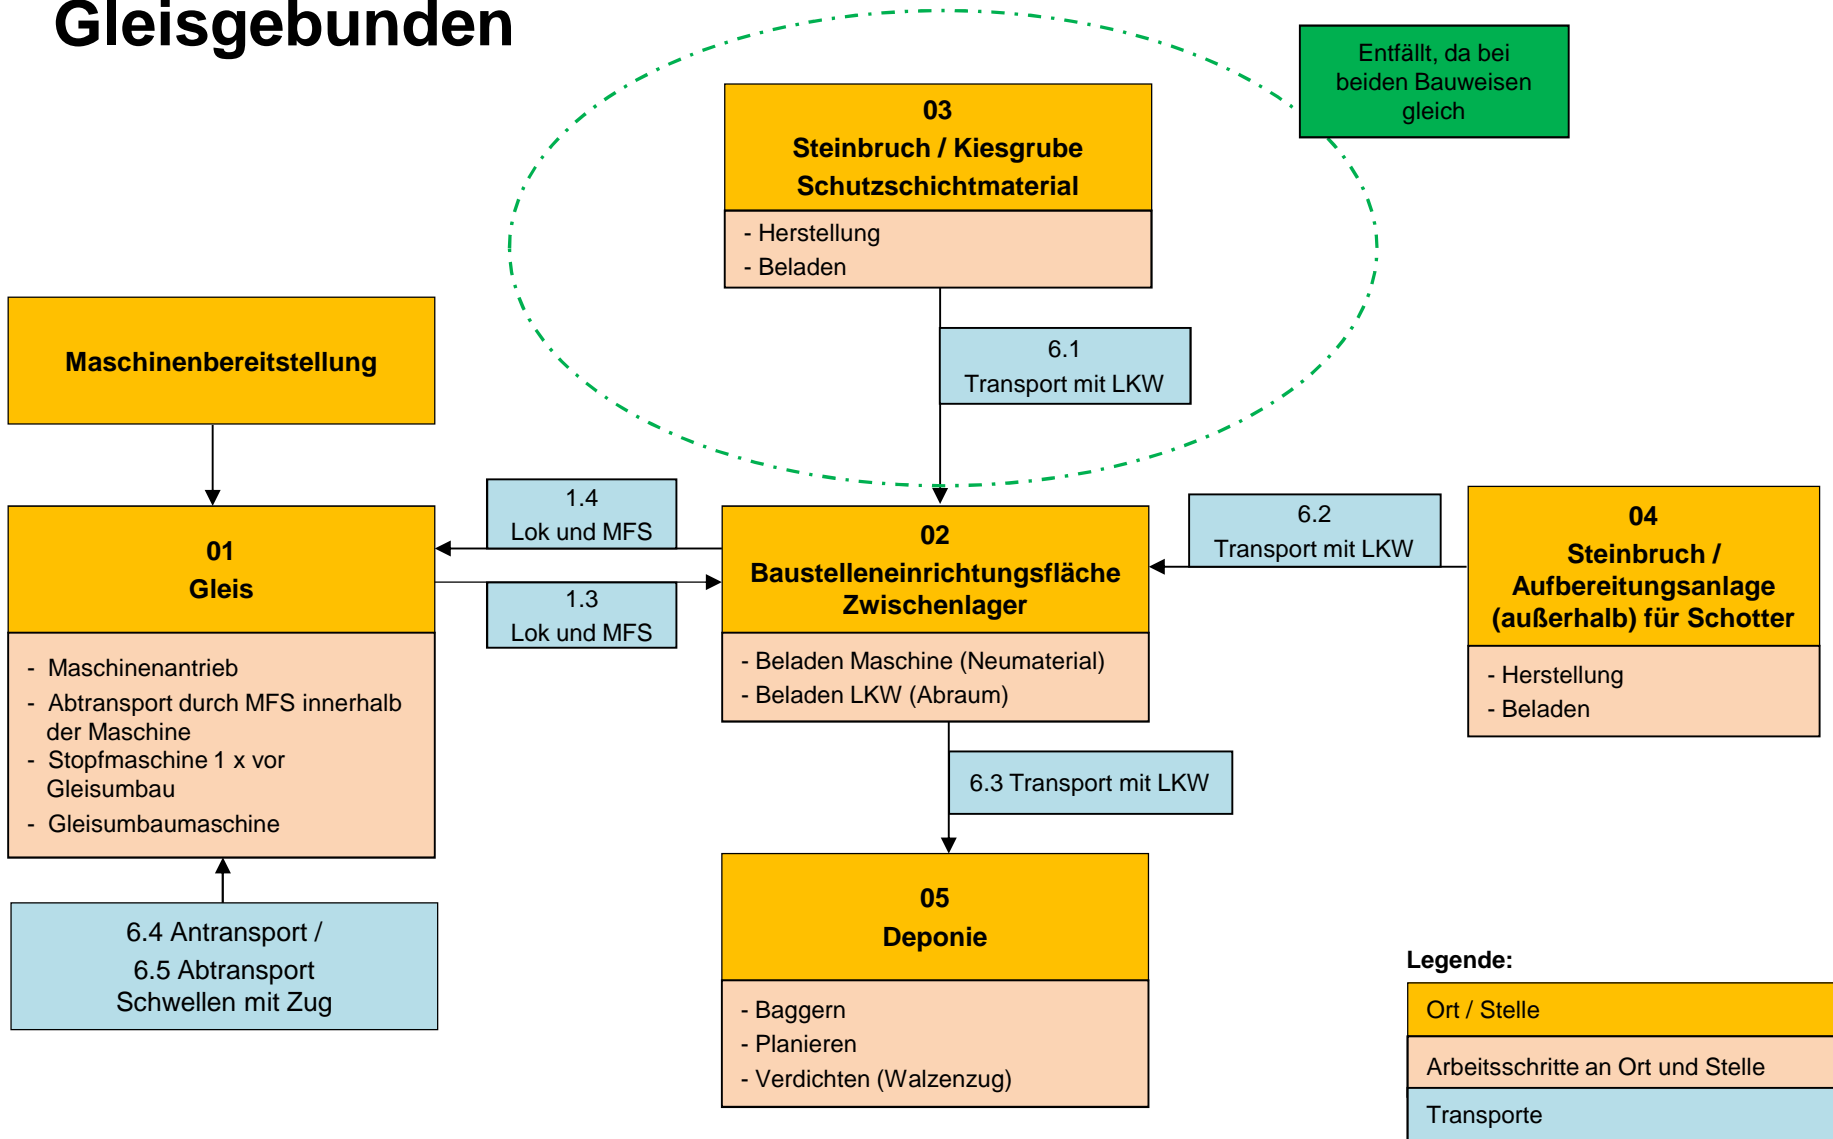 Gleisgebunden
Entfällt, da bei
beiden Bauweisen
gleich
03
Steinbruch / Kiesgrube
Schutzschichtmaterial
- Herstellung
- Beladen
6.1
Transport mit LKW
Maschinenbereitstellung
01
Gleis
- Maschinenantrieb
- Abtransport durch MFS innerhalb
der Maschine
- Stopfmaschine 1 x vor
Gleisumbau
- Gleisumbaumaschine
1.4
Lok und MFS
1.3
Lok und MFS
02
Baustelleneinrichtungsfläche
Zwischenlager
- Beladen Maschine (Neumaterial)
- Beladen LKW (Abraum)
6.2
Transport mit LKW
04
Steinbruch /
Aufbereitungsanlage
(außerhalb) für Schotter
- Herstellung
- Beladen
6.3 Transport mit LKW
6.4 Antransport /
6.5 Abtransport
Schwellen mit Zug
05
Deponie
- Baggern
- Planieren
- Verdichten (Walzenzug)
Legende:
Ort / Stelle
Arbeitsschritte an Ort und Stelle
Transporte